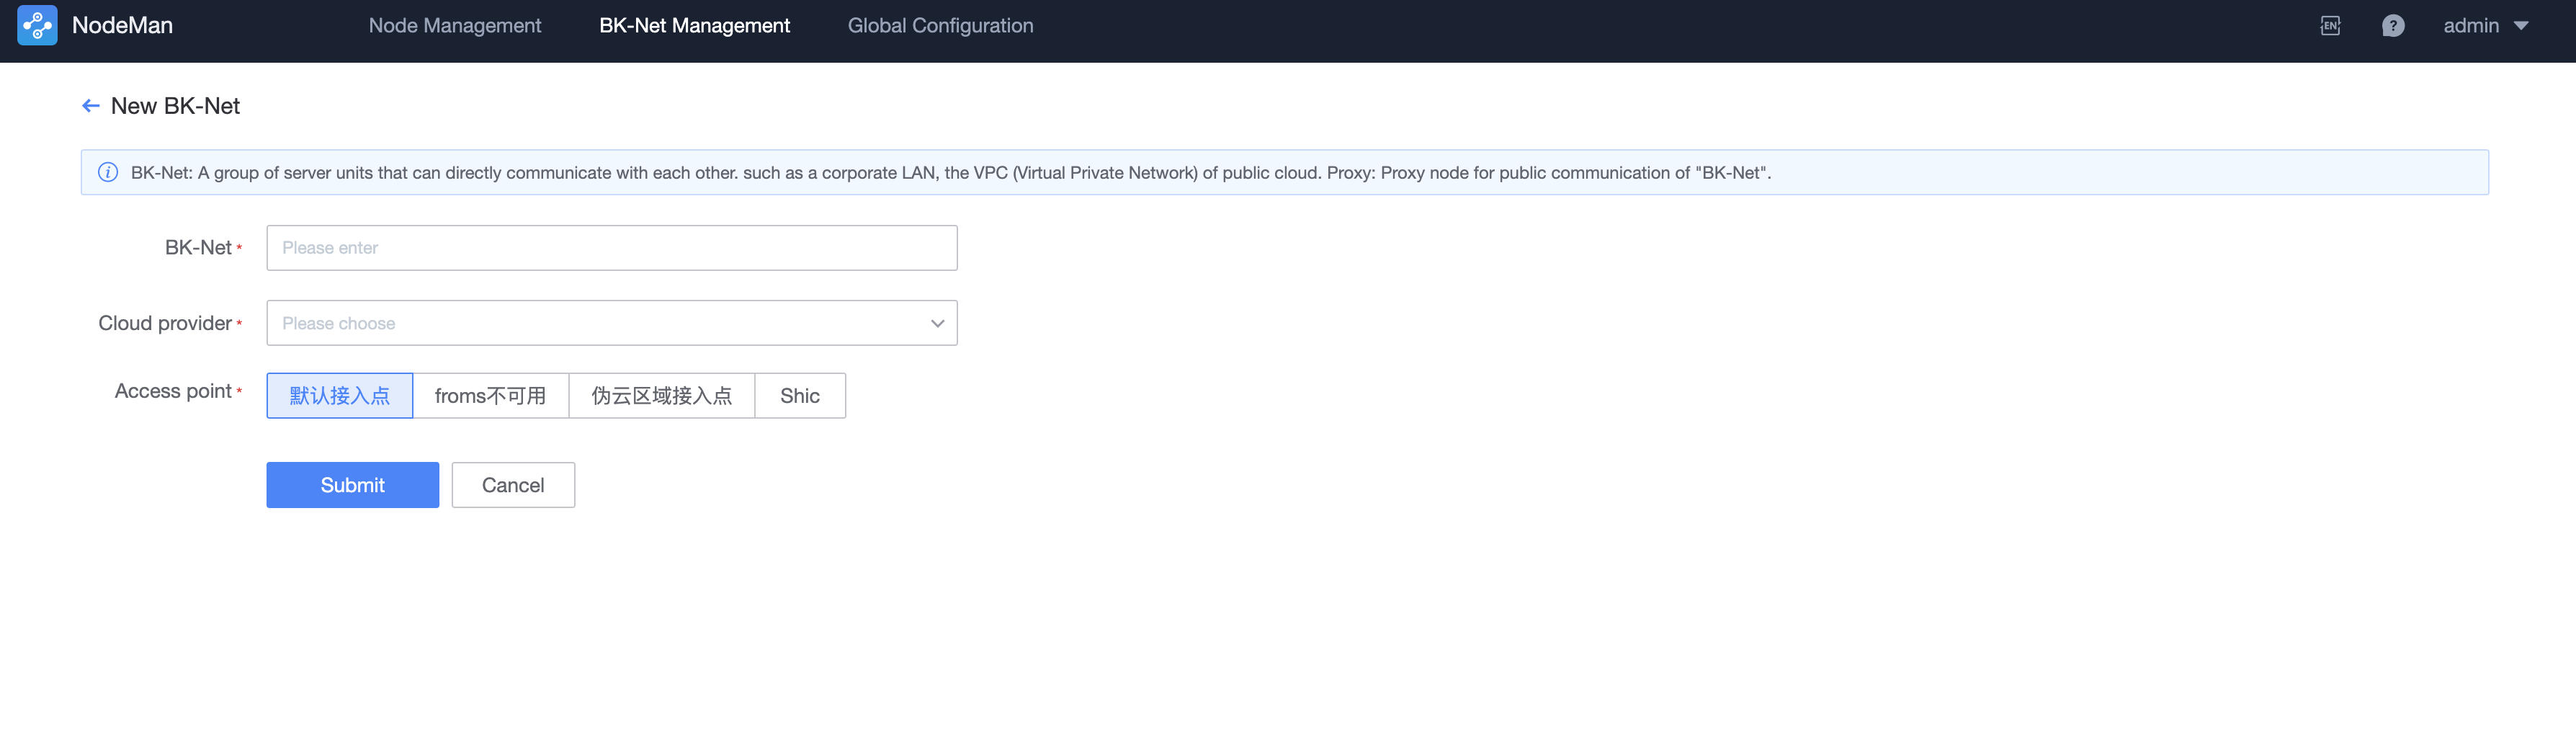 NodeMan Node Management BK-Net Management Global Configuration EN ? admin
New BK-Net
BK-Net: A group of server units that can directly communicate with each other. such as a corporate LAN, the VPC (Virtual Private Network) of public cloud. Proxy: Proxy node for public communication of "BK-Net".
BK-Net * Please enter
Cloud provider * Please choose
Access point * 默认接入点 froms不可用 伪云区域接入点 Shic
Submit Cancel